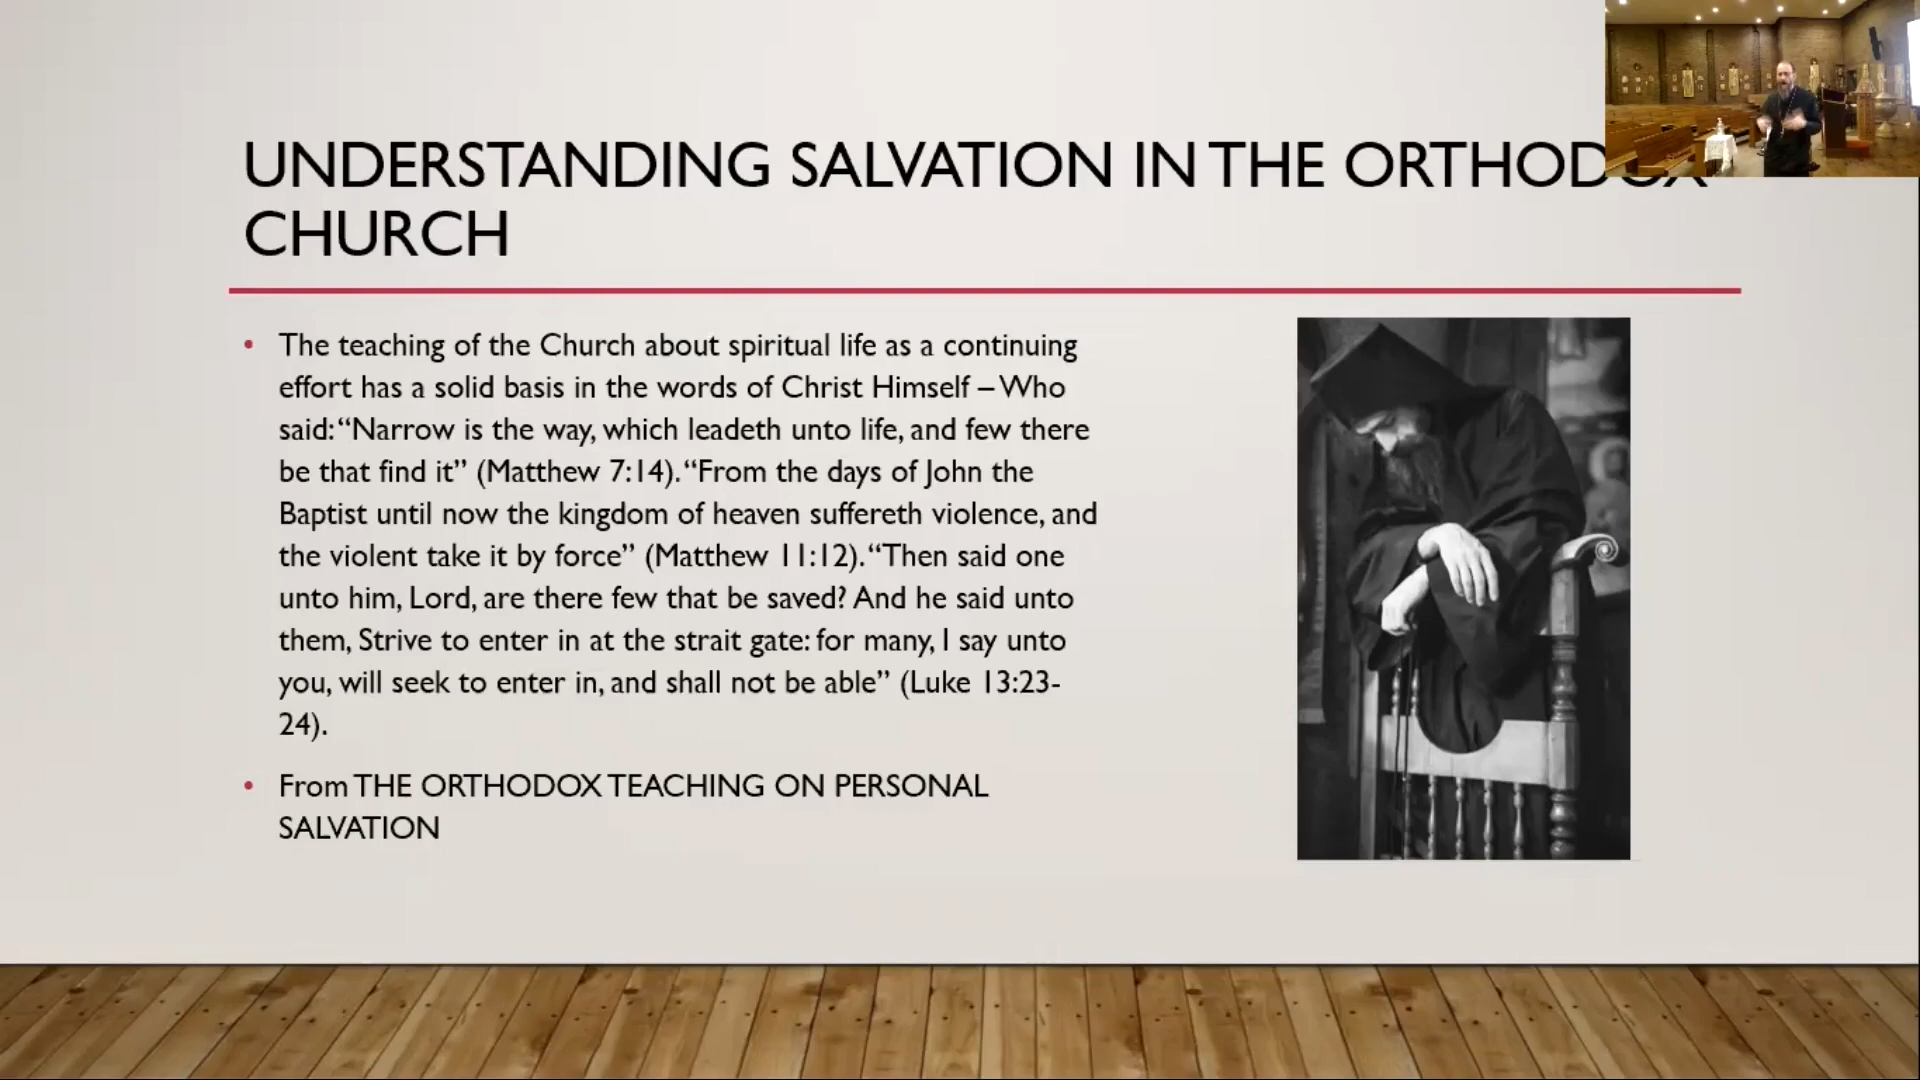 UNDERSTANDING SALVATION IN THE ORTHODOX
CHURCH
• The teaching of the Church about spiritual life as a continuing
effort has a solid basis in the words of Christ Himself – Who
said: “Narrow is the way, which leadeth unto life, and few there
be that find it” (Matthew 7:14). “From the days of John the
Baptist until now the kingdom of heaven suffereth violence, and
the violent take it by force” (Matthew 11:12). “Then said one
unto him, Lord, are there few that be saved? And he said unto
them, Strive to enter in at the strait gate: for many, I say unto
you, will seek to enter in, and shall not be able” (Luke 13:23-
24).
• From THE ORTHODOX TEACHING ON PERSONAL
SALVATION